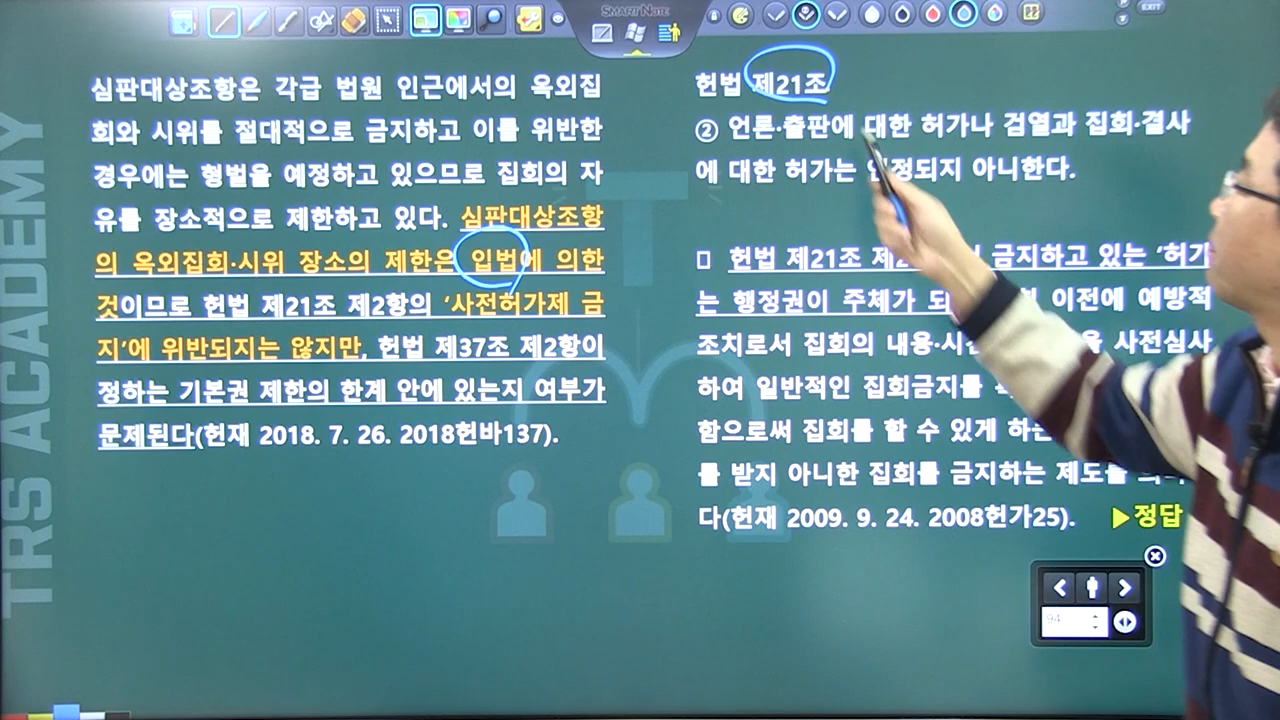 SMART NOTE
EXIT
심판대상조항은 각급 법원 인근에서의 옥외집
회와 시위를 절대적으로 금지하고 이를 위반한
경우에는 형벌을 예정하고 있으므로 집회의 자
유를 장소적으로 제한하고 있다. 심판대상조항
의 옥외집회·시위 장소의 제한은 입법에 의한
것이므로 헌법 제21조 제2항의 ‘사전허가제 금
지’에 위반되지는 않지만, 헌법 제37조 제2항이
정하는 기본권 제한의 한계 안에 있는지 여부가
문제된다(헌재 2018. 7. 26. 2018헌바137).
헌법 제21조
② 언론·출판에 대한 허가나 검열과 집회·결사
에 대한 허가는 인정되지 아니한다.
헌법 제21조 금지하고 있는 ‘허가
는 행정권이 주체가 이전에 예방적
조치로서 집회의 사전심사
하여 일반적인 집회금지를
함으로써 집회를 할 수 있게 하는
를 받지 아니한 집회를 금지하는 제도를
다(헌재 2009. 9. 24. 2008헌가25). ▶정답
94
TRS ACADEMY